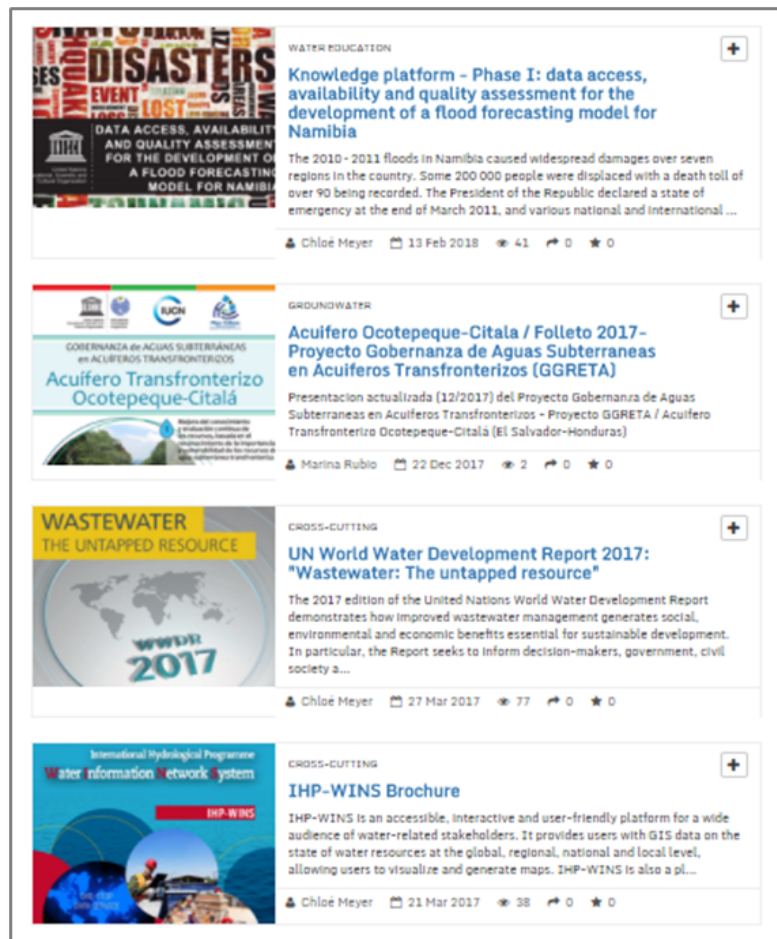 DISASTERS
EVENT
LOST
DATA ACCESS, AVAILABILITY
AND QUALITY ASSESSMENT
FOR THE DEVELOPMENT OF
A FLOOD FORECASTING
MODEL FOR NAMIBIA
WATER EDUCATION
Knowledge platform - Phase I: data access,
availability and quality assessment for the
development of a flood forecasting model for
Namibia
The 2010 - 2011 floods in Namibia caused widespread damages over seven
regions in the country. Some 200 000 people were displaced with a death toll of
over 90 being recorded. The President of the Republic declared a state of
emergency at the end of March 2011, and various national and international ...
Chloé Meyer 13 Feb 2018 41 0 0
IUCN
GOBERNANZA de AGUAS SUBTERRÁNEAS
en ACUÍFEROS TRANSFRONTERIZOS
Acuífero Transfronterizo
Ocotepeque-Citalá
GROUNDWATER
Acuifero Ocotepeque-Citala / Folleto 2017-
Proyecto Gobernanza de Aguas Subterraneas
en Acuiferos Transfronterizos (GGRETA)
Presentacion actualizada (12/2017) del Proyecto Gobernanza de Aguas
Subterraneas en Acuiferos Transfronterizos - Proyecto GGRETA / Acuifero
Transfronterizo Ocotepeque-Citalá (El Salvador-Honduras)
Marina Rubio 22 Dec 2017 2 0 0
WASTEWATER
THE UNTAPPED RESOURCE
WWDR
2017
CROSS-CUTTING
UN World Water Development Report 2017:
"Wastewater: The untapped resource"
The 2017 edition of the United Nations World Water Development Report
demonstrates how improved wastewater management generates social,
environmental and economic benefits essential for sustainable development.
In particular, the Report seeks to inform decision-makers, government, civil
society a...
Chloé Meyer 27 Mar 2017 77 0 0
International Hydrological Programme
Water Information Network System
IHP-WINS
CROSS-CUTTING
IHP-WINS Brochure
IHP-WINS is an accessible, interactive and user-friendly platform for a wide
audience of water-related stakeholders. It provides users with GIS data on the
state of water resources at the global, regional, national and local level,
allowing users to visualize and generate maps. IHP-WINS is also a pl...
Chloé Meyer 21 Mar 2017 38 0 0